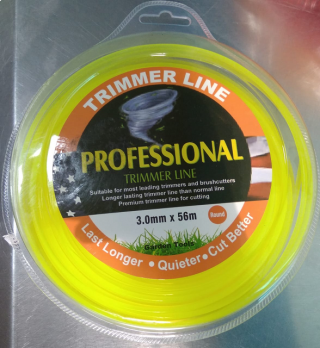 TRIMMER LINE
PROFESSIONAL
TRIMMER LINE
Suitable for most leading trimmers and brushcutters
Longer lasting trimmer line than normal line
Premium trimmer line for cutting
3.0mm x 56m
Round
Garden Tools
Last Longer • Quieter • Cut Better